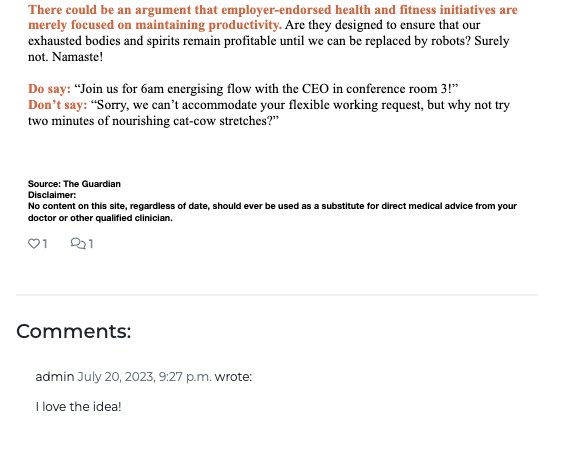 There could be an argument that employer-endorsed health and fitness initiatives are
merely focused on maintaining productivity. Are they designed to ensure that our
exhausted bodies and spirits remain profitable until we can be replaced by robots? Surely
not. Namaste!
Do say: “Join us for 6am energising flow with the CEO in conference room 3!”
Don’t say: “Sorry, we can’t accommodate your flexible working request, but why not try
two minutes of nourishing cat-cow stretches?”
Source: The Guardian
Disclaimer:
No content on this site, regardless of date, should ever be used as a substitute for direct medical advice from your
doctor or other qualified clinician.
1 1
Comments:
admin July 20, 2023, 9:27 p.m. wrote:
I love the idea!